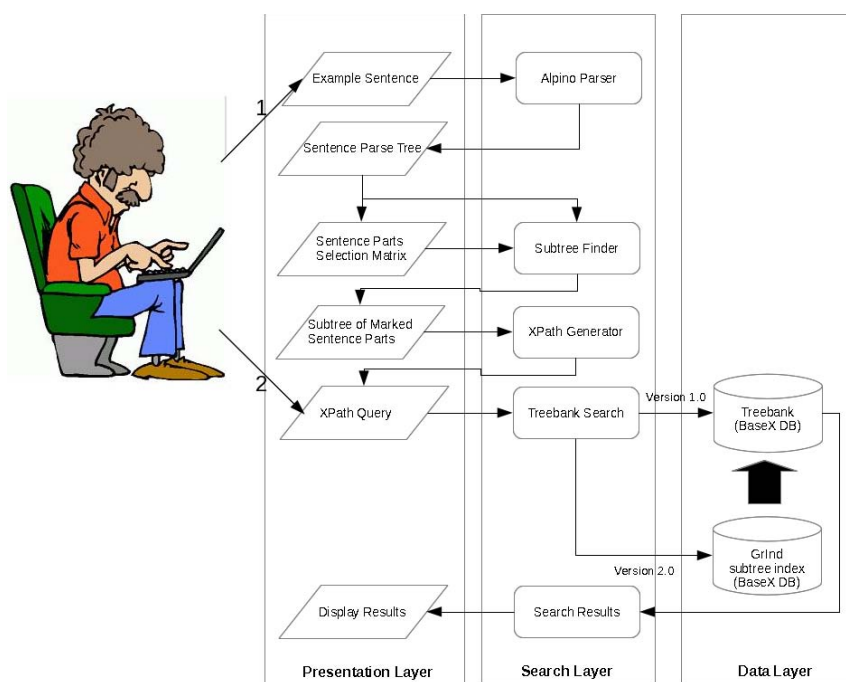 1
Example Sentence
Alpino Parser
Sentence Parse Tree
Sentence Parts
Selection Matrix
Subtree Finder
Subtree of Marked
Sentence Parts
XPath Generator
2
XPath Query
Treebank Search
Version 1.0
Treebank
(BaseX DB)
Version 2.0
GrInd
subtree index
(BaseX DB)
Display Results
Search Results
Presentation Layer
Search Layer
Data Layer